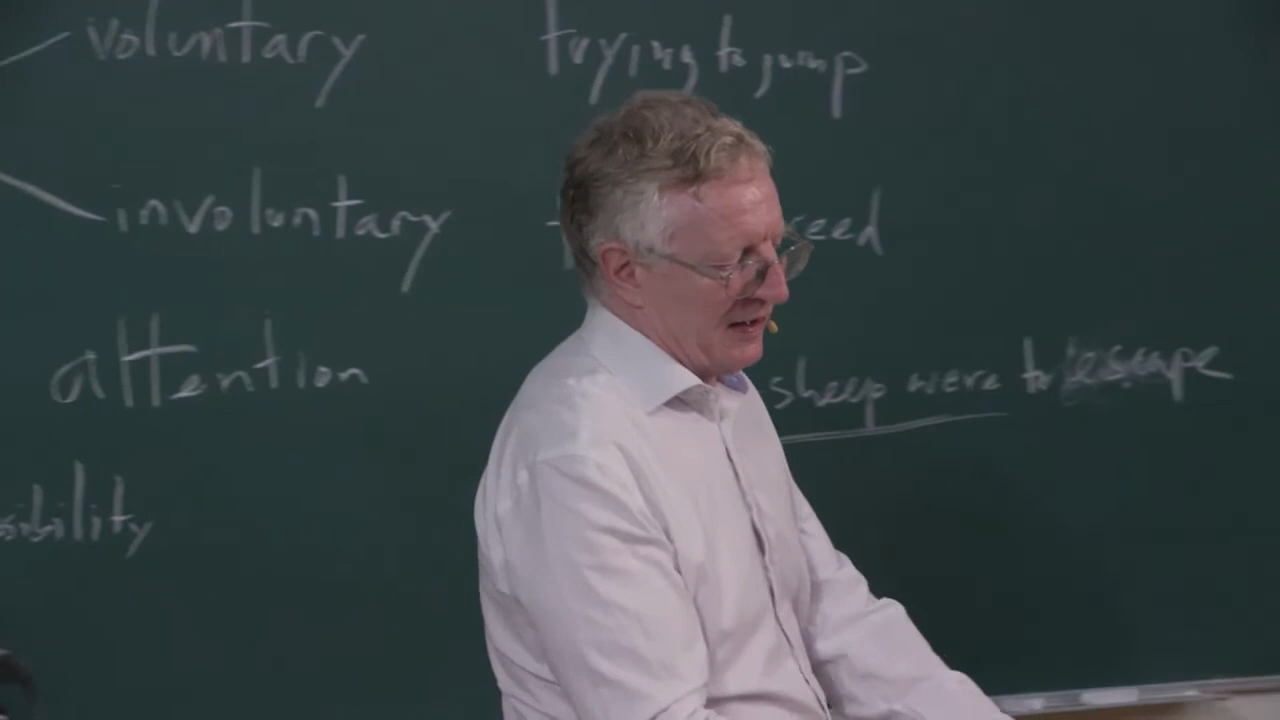 voluntary trying to jump
involuntary
attention sheep were to escape